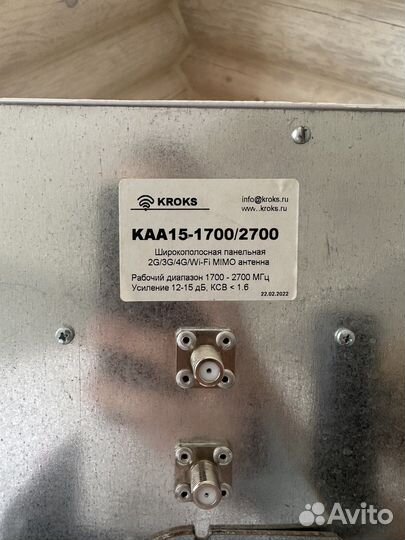 KROKS
info@kroks.ru
www.kroks.ru
KAA15-1700/2700
Широкополосная панельная
2G/3G/4G/Wi-Fi MIMO антенна
Рабочий диапазон 1700 - 2700 МГц
Усиление 12-15 дБ, КСВ < 1.6
22.02.2022
Avito